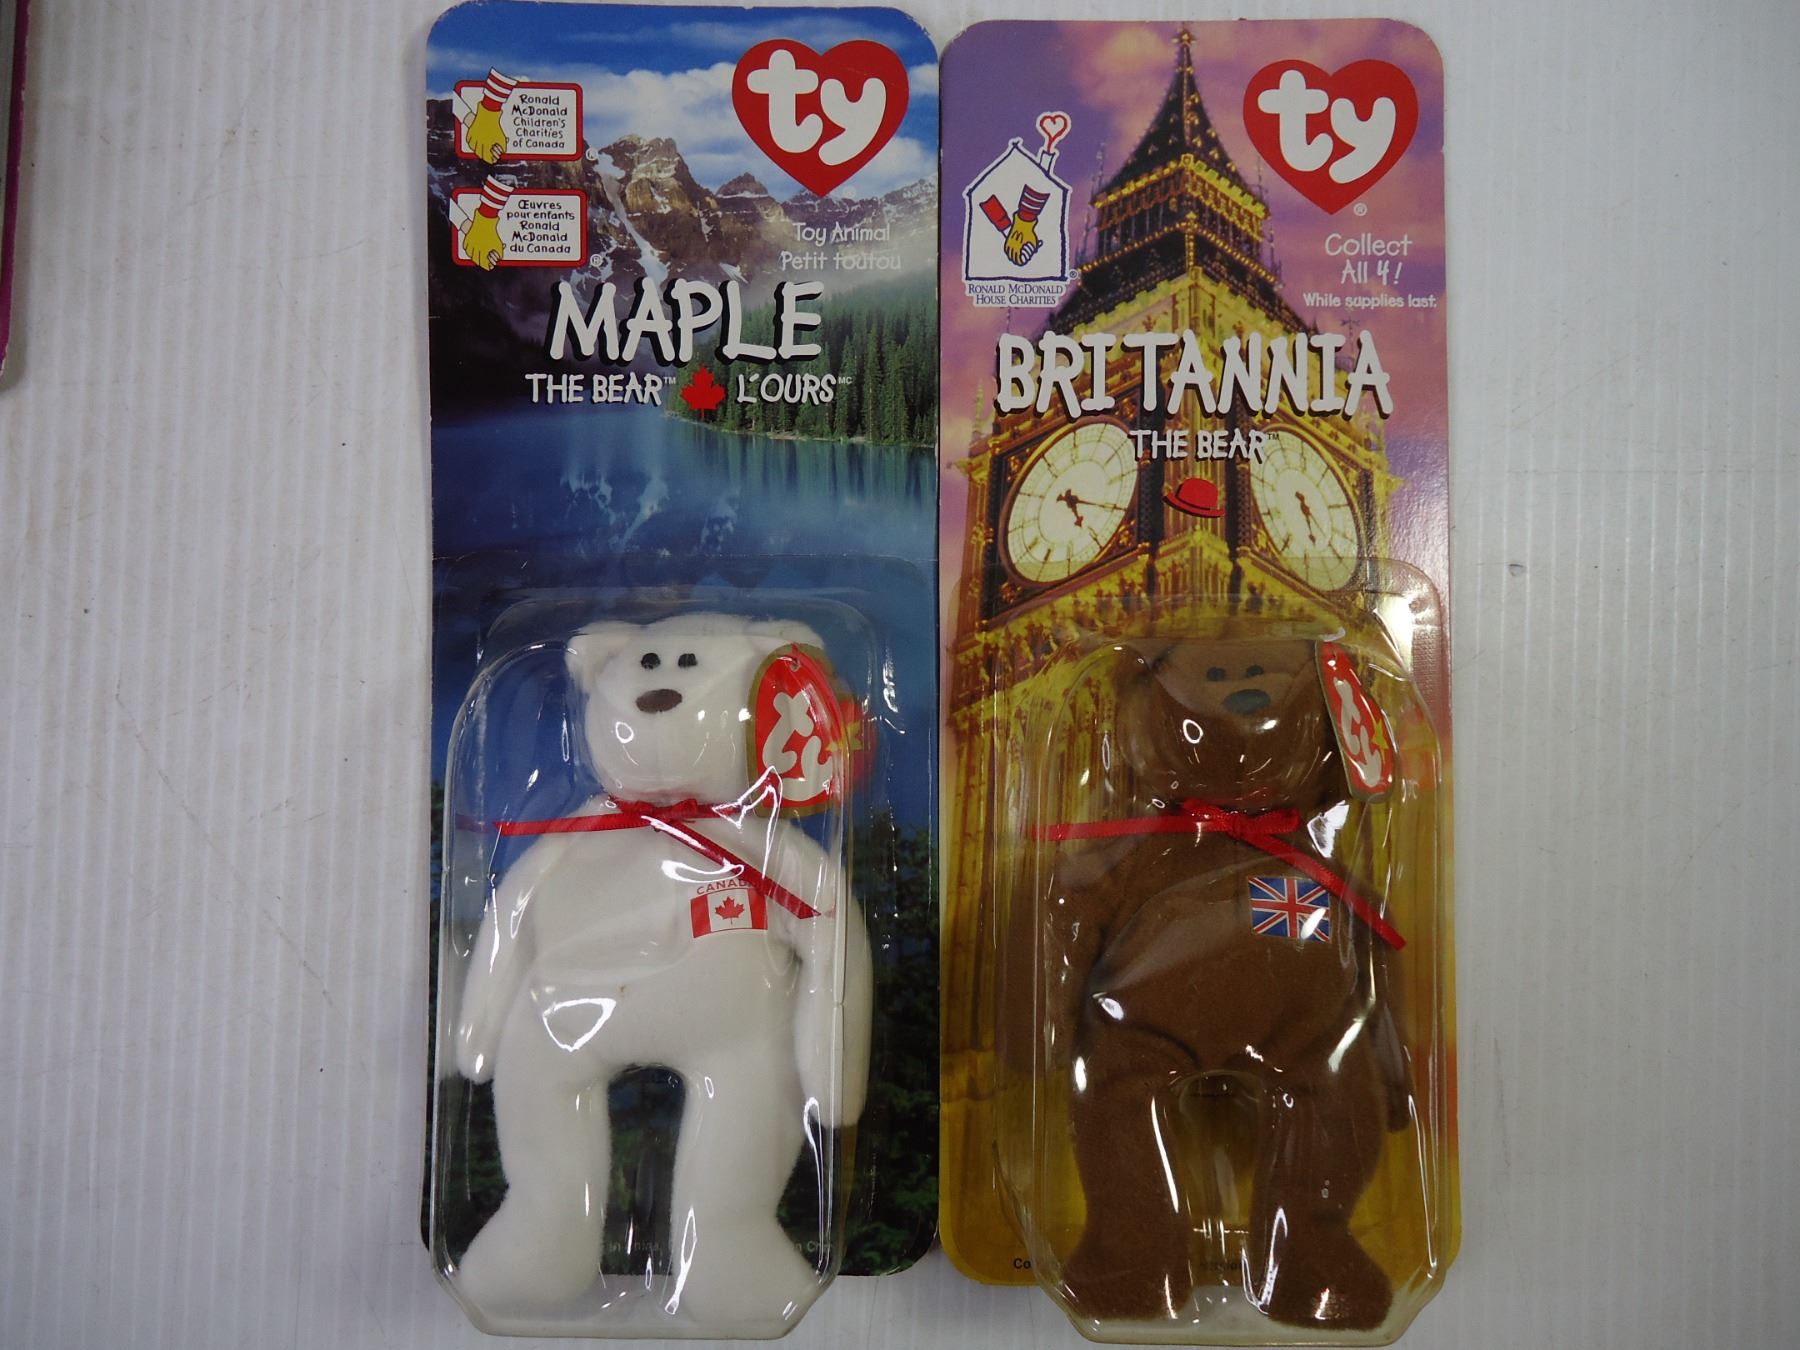 Ronald
McDonald
Children's
Charities
of Canada
Œuvres
pour enfants
Ronald
McDonald
du Canada
®
ty
Toy Animal
Petit toutou
MAPLE
THE BEAR™ L'OURS MC
ty
CANADA
RONALD MCDONALD
HOUSE CHARITIES
®
ty
®
Collect
All 4!
While supplies last.
BRITANNIA
THE BEAR™
ty